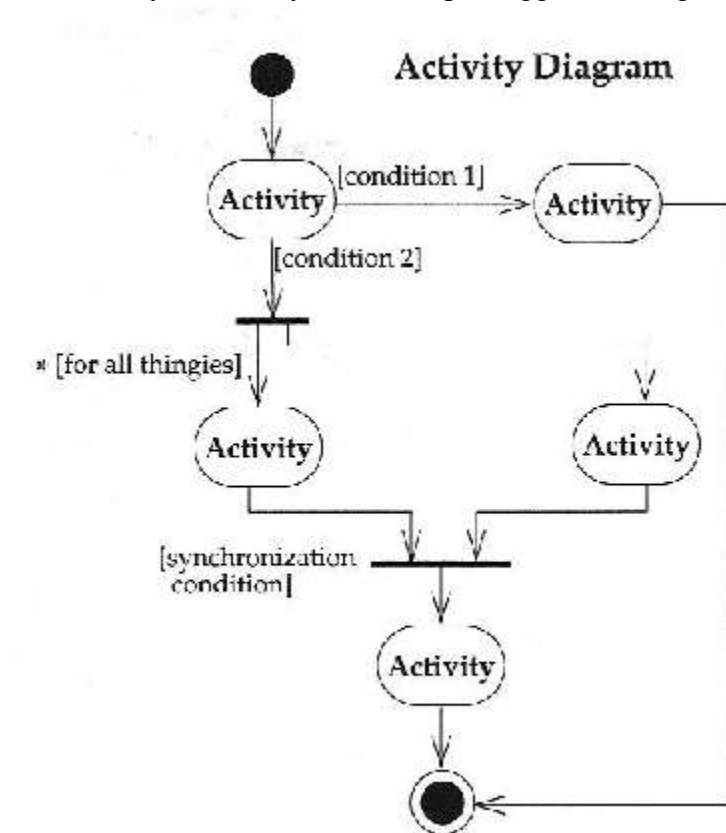 Activity Diagram
[condition 1]
Activity
Activity
[condition 2]
* [for all thingies]
Activity
Activity
[synchronization
condition]
Activity